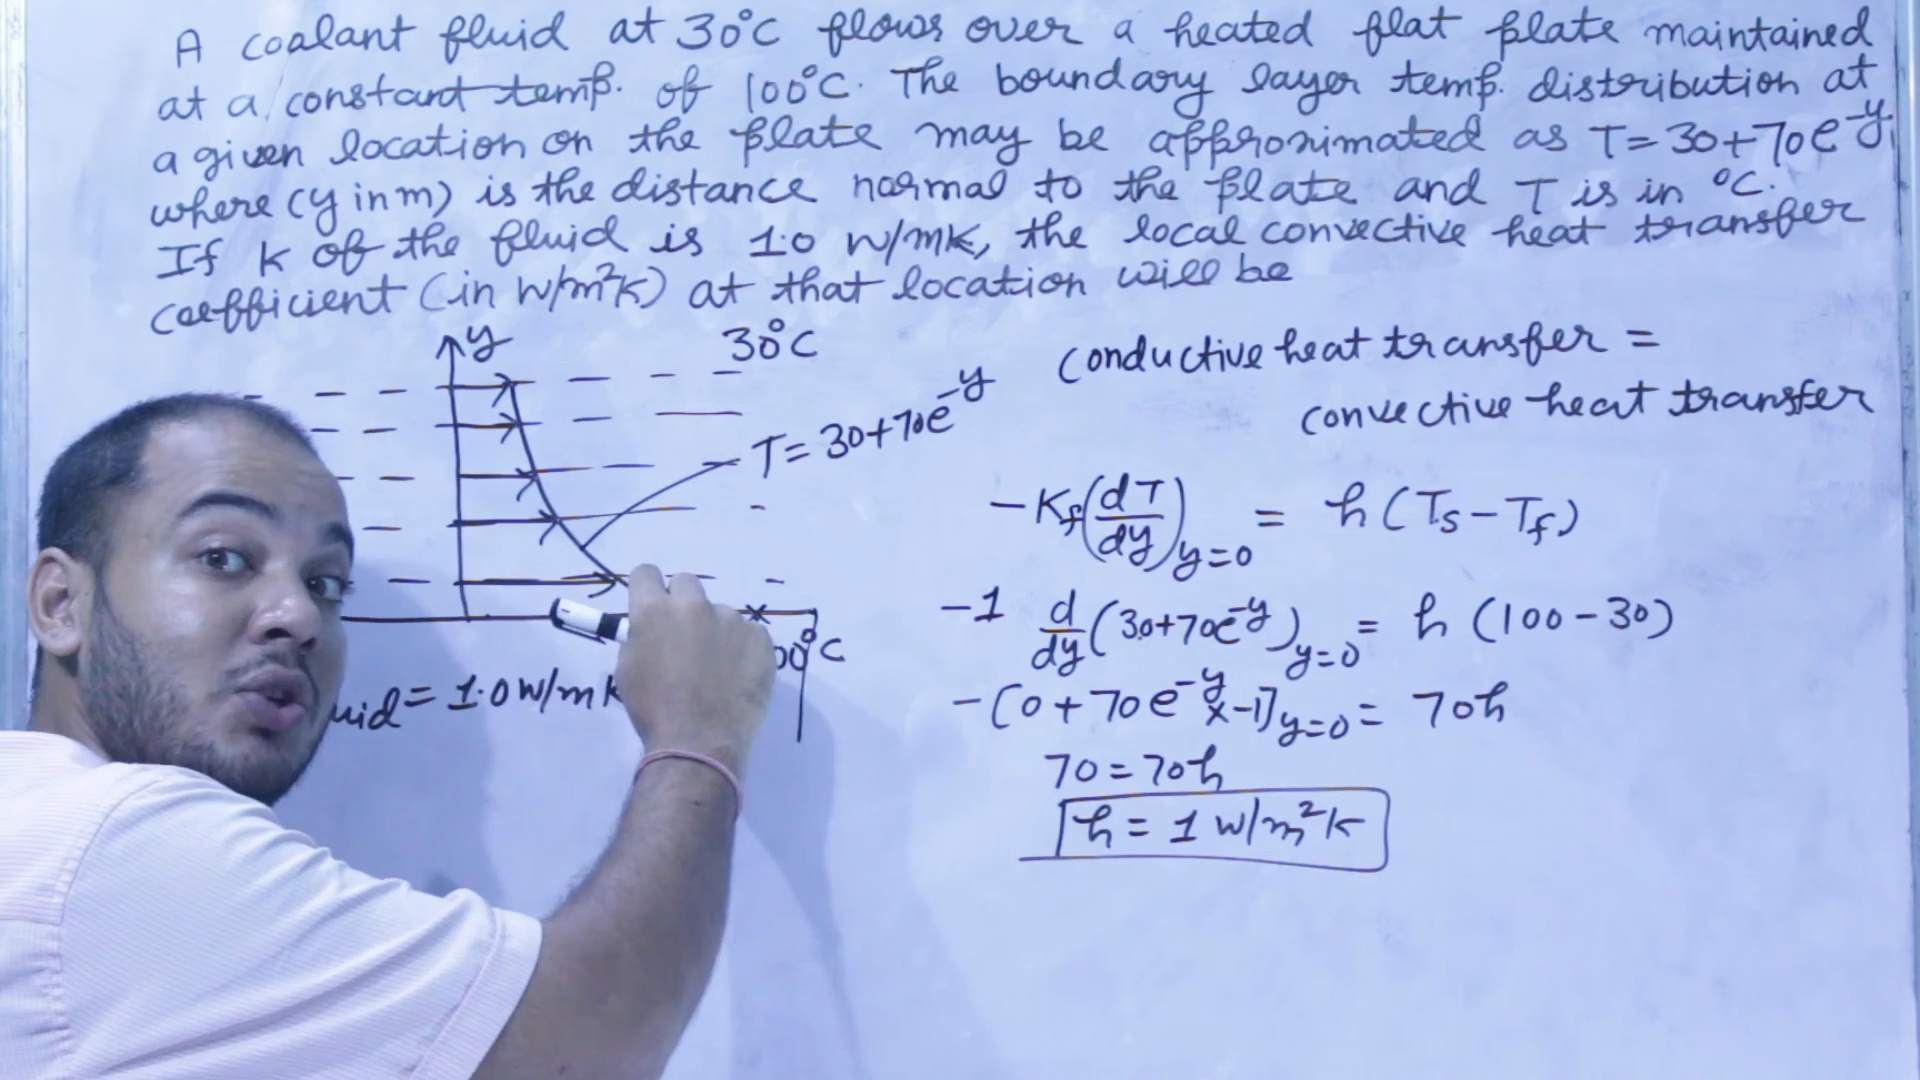 A coalant fluid at 30°C flows over a heated flat plate maintained
at a constant temp. of 100°C. The boundary layer temp. distribution at
a given location on the plate may be approximated as T=30+70e^-y,
where (y in m) is the distance normal to the plate and T is in °C.
If K of the fluid is 1.0 W/mK, the local convective heat transfer
coefficient (in W/m²K) at that location will be
y
30°C
T=30+70e^-y
00°C
uid=1.0W/mK
conductive heat transfer =
convective heat transfer
-Kf(dT/dy)y=0 = h(Ts-Tf)
-1 d/dy(30+70e^-y)y=0 = h(100-30)
-[0+70e^-y x-1]y=0 = 70h
70=70h
h=1 W/m²K